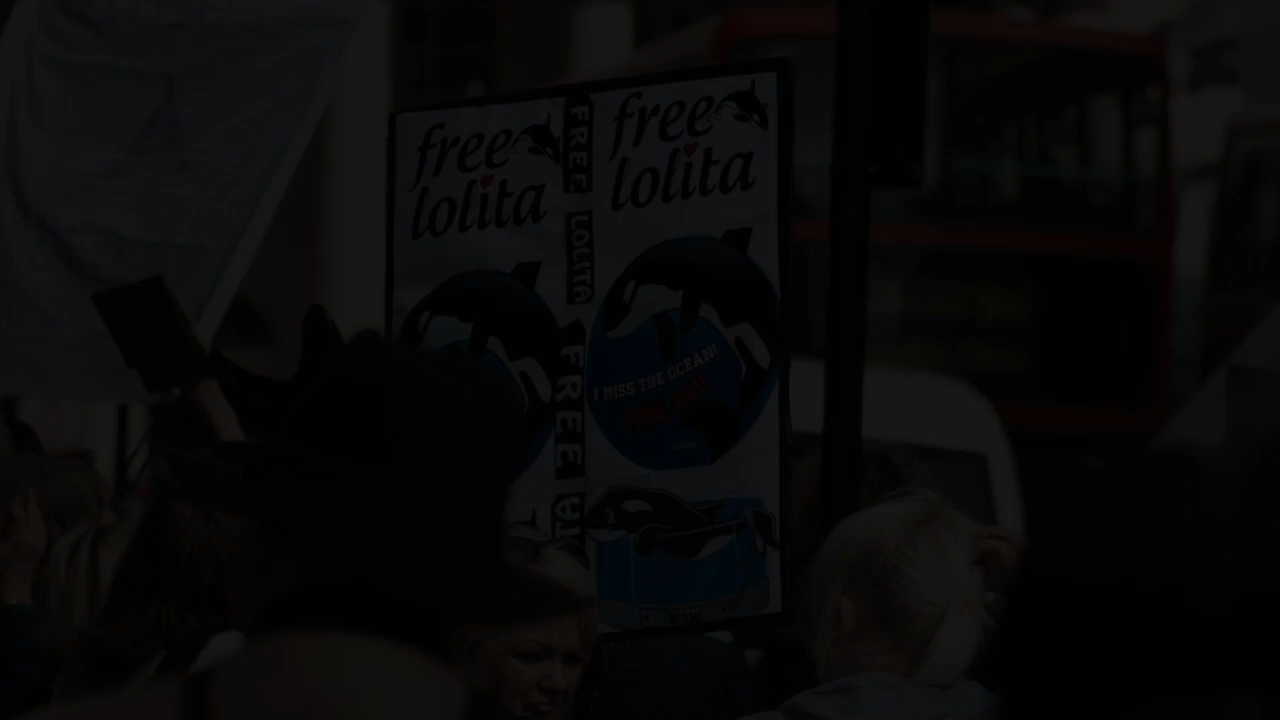 free
lolita
FREE
LOLITA
FREE
free
lolita
I MISS THE OCEAN!